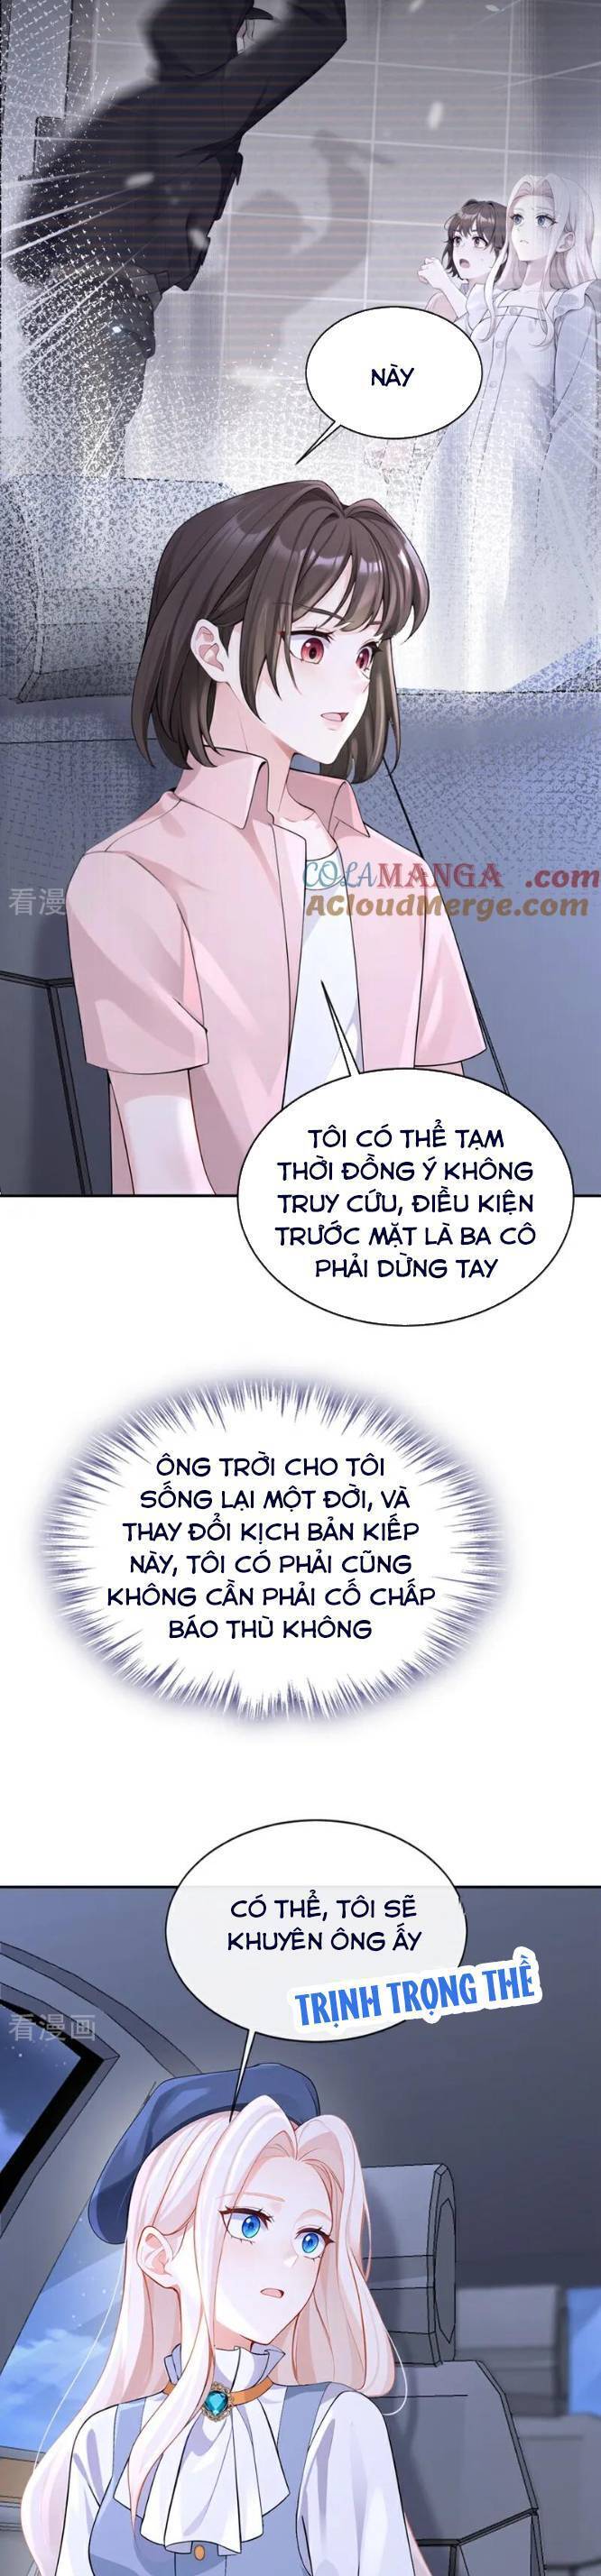 NÀY
COLAMANGA.com
看漫
ACloudMerge.com
TÔI CÓ THỂ TẠM
THỜI ĐỒNG Ý KHÔNG
TRUY CỨU, ĐIỀU KIỆN
TRƯỚC MẶT LÀ BA CÔ
PHẢI DỪNG TAY
ÔNG TRỜI CHO TÔI
SỐNG LẠI MỘT ĐỜI, VÀ
THAY ĐỔI KỊCH BẢN KIẾP
NÀY, TÔI CÓ PHẢI CŨNG
KHÔNG CẦN PHẢI CỐ CHẤP
BÁO THÙ KHÔNG
CÓ THỂ, TÔI SẼ
KHUYÊN ÔNG ẤY
TRỊNH TRỌNG THỀ
看漫画